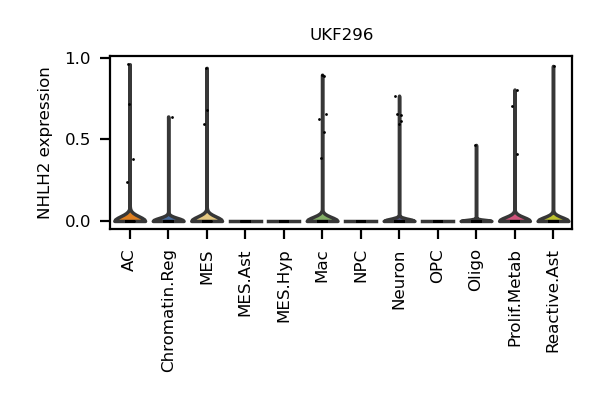 UKF296
NHLH2 expression
1.0
0.5
0.0
AC
Chromatin.Reg
MES
MES.Ast
MES.Hyp
Mac
NPC
Neuron
OPC
Oligo
Prolif.Metab
Reactive.Ast